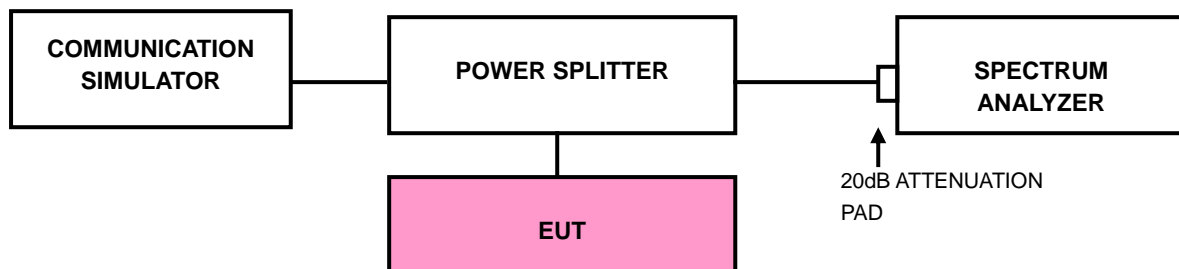 COMMUNICATION
SIMULATOR
POWER SPLITTER
SPECTRUM
ANALYZER
20dB ATTENUATION
PAD
EUT